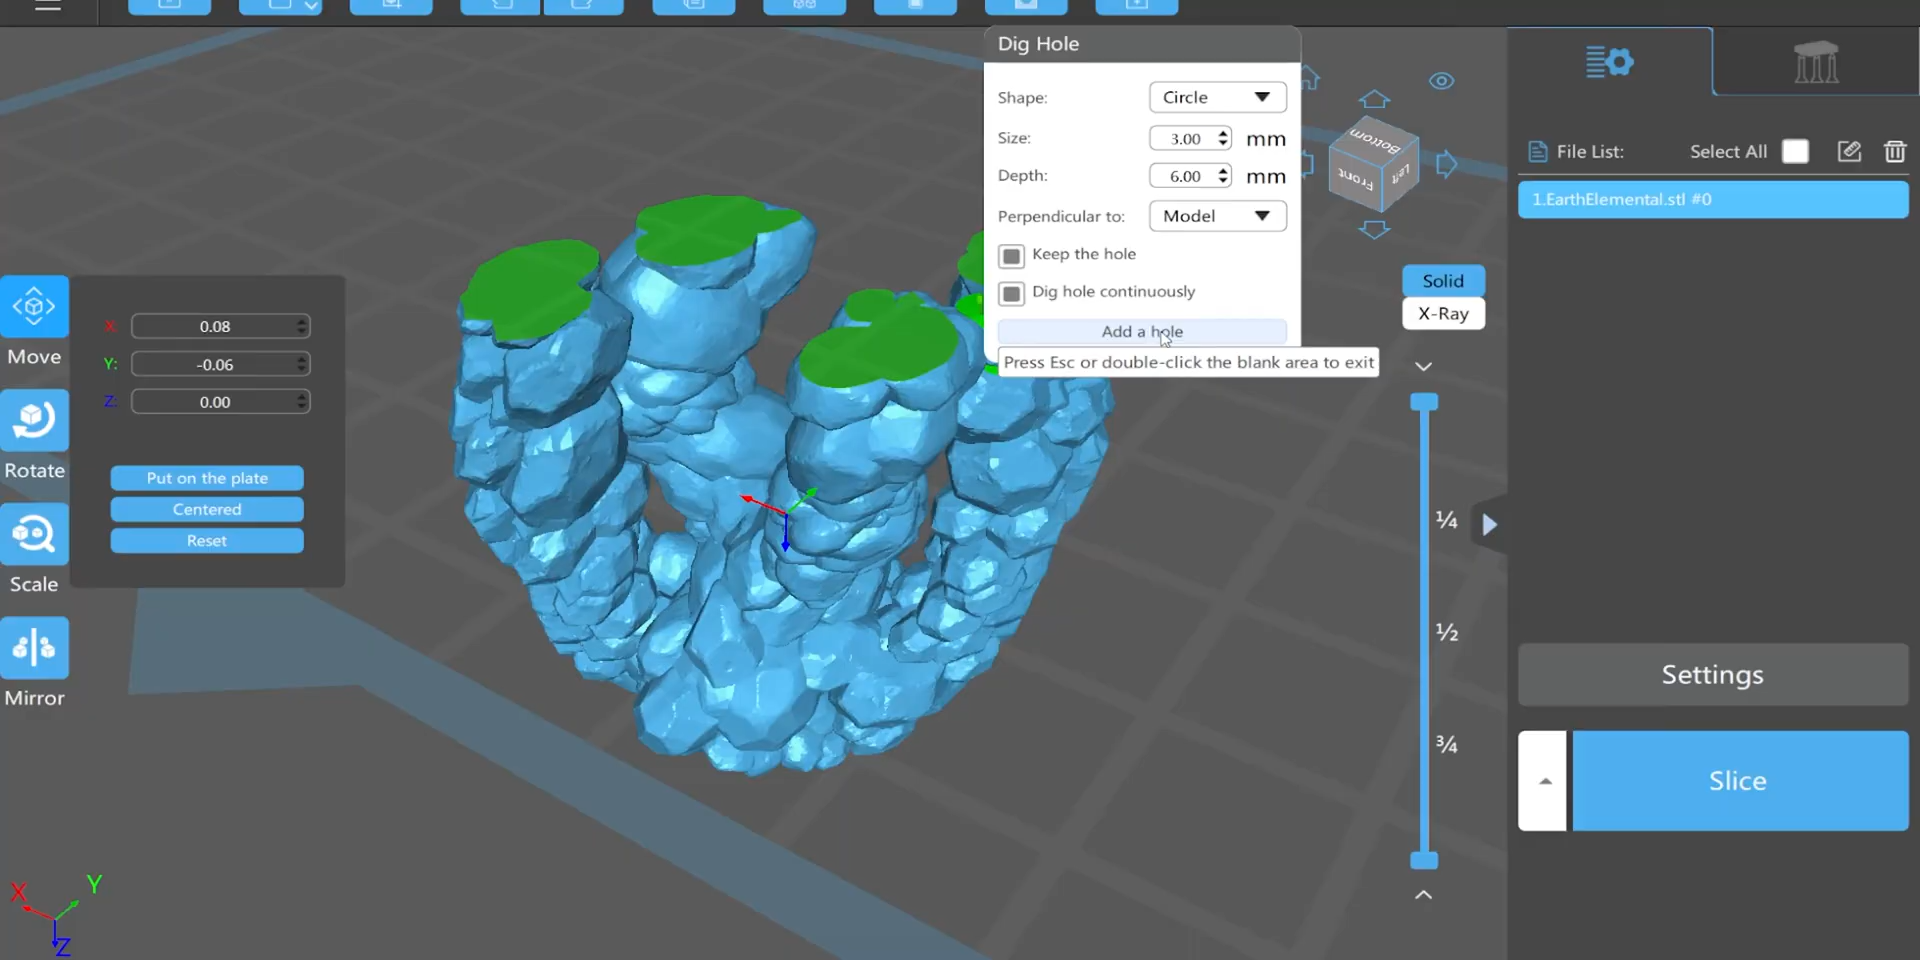 Dig Hole
Shape: Circle
Size: 3.00 mm
Depth: 6.00 mm
Perpendicular to: Model
Keep the hole
Dig hole continuously
Add a hole
Press Esc or double-click the blank area to exit
Bottom
Front
Left
Solid
X-Ray
¼
½
¾
Move
Rotate
Scale
Mirror
X: 0.08
Y: -0.06
Z: 0.00
Put on the plate
Centered
Reset
X
Y
Z
File List: Select All
1.EarthElemental.stl #0
Settings
Slice